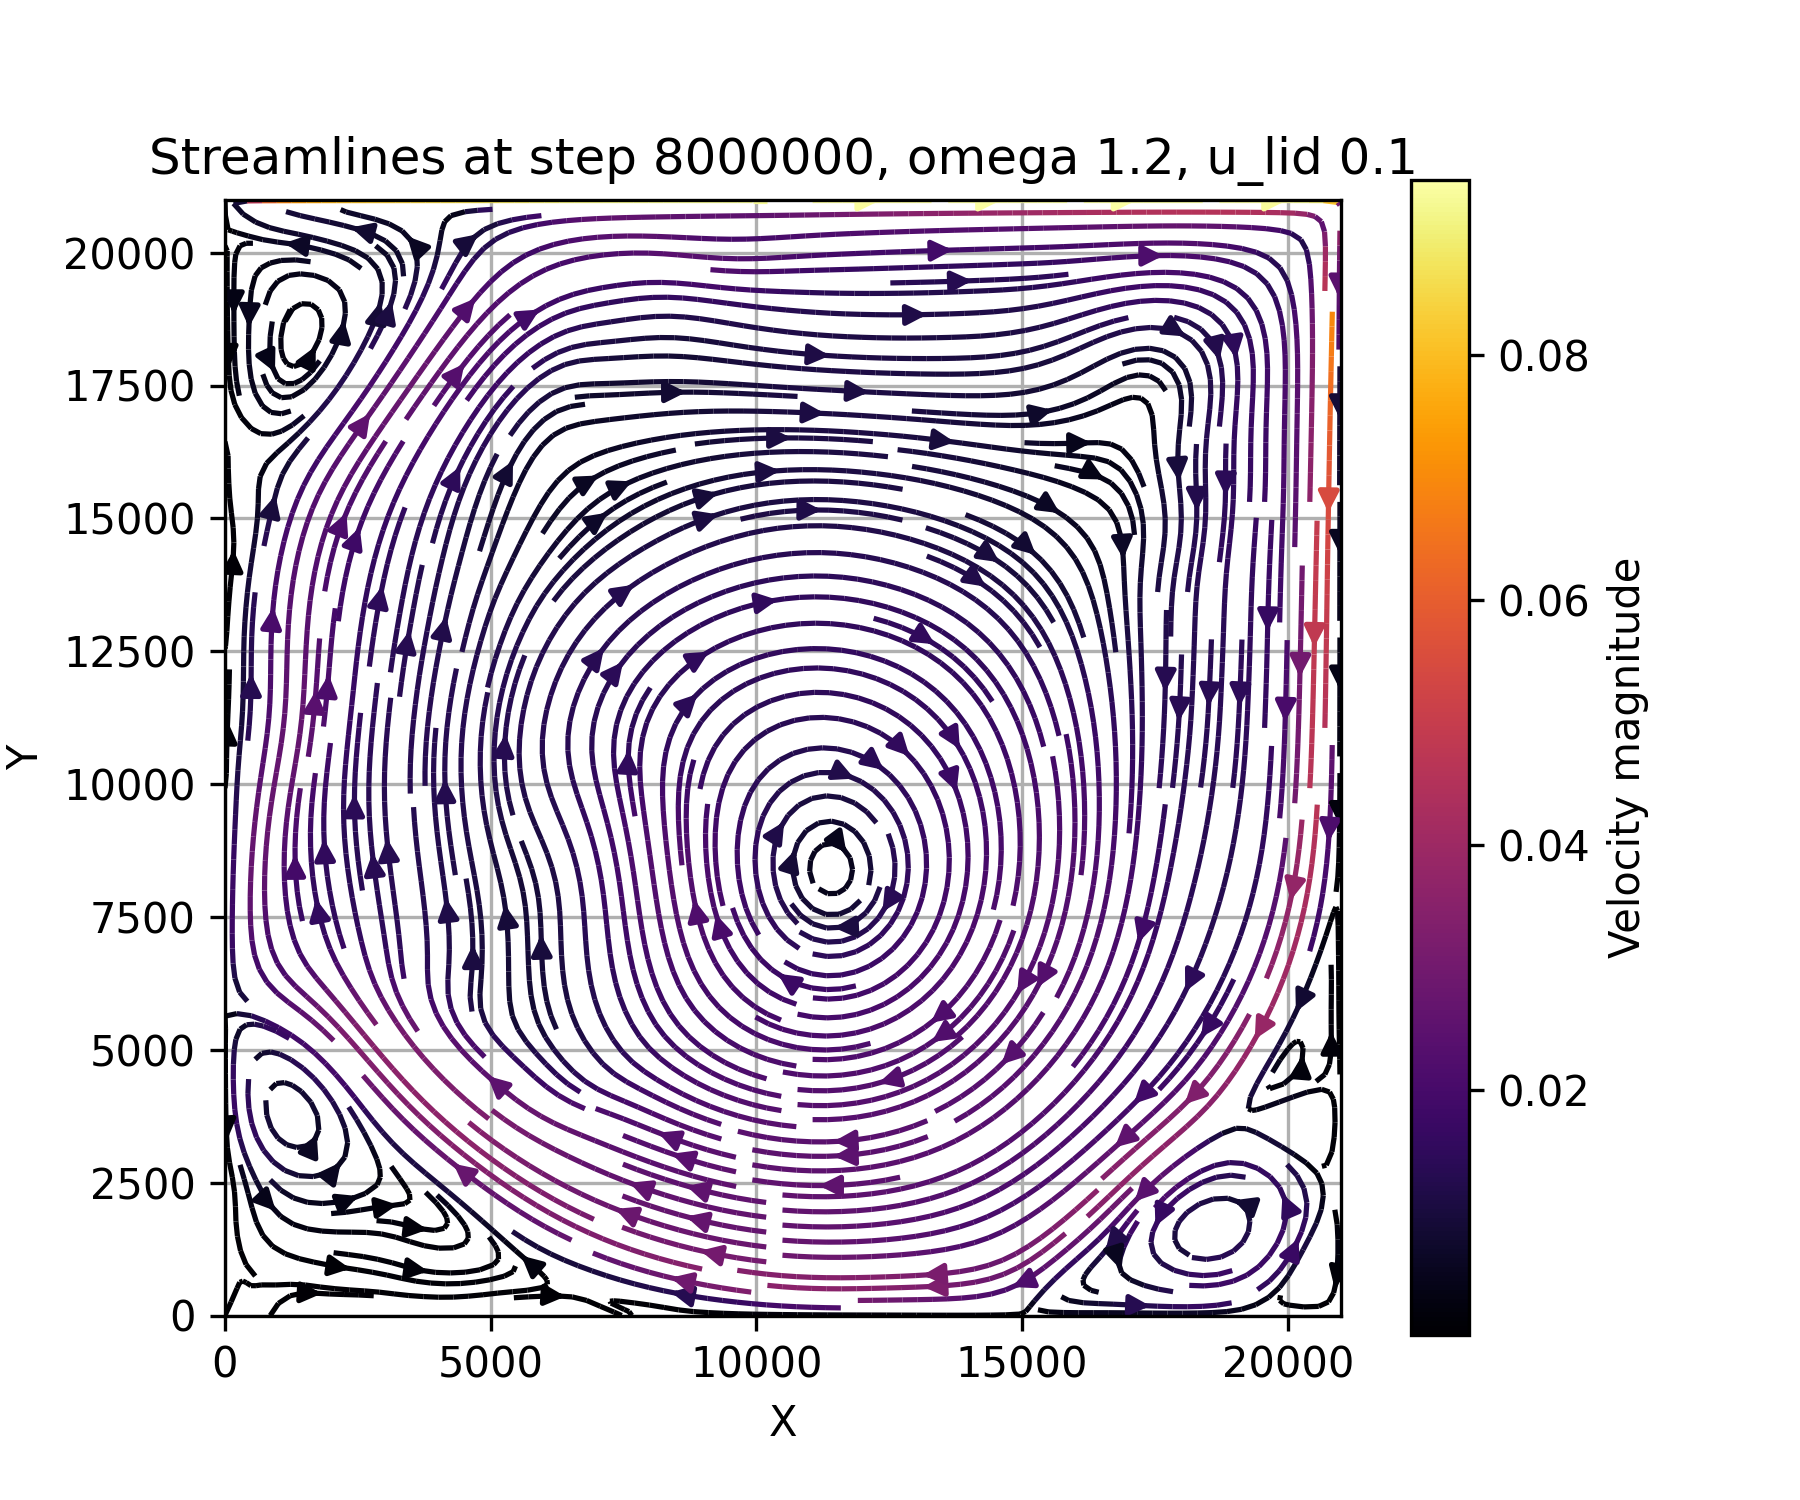 Streamlines at step 8000000, omega 1.2, u_lid 0.1
20000
17500
15000
12500
10000
7500
5000
2500
0
Y
0 5000 10000 15000 20000
X
0.08
0.06
0.04
0.02
Velocity magnitude